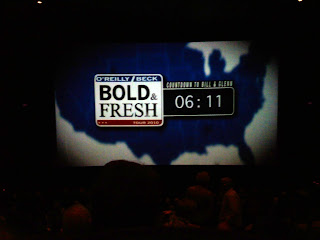 O'REILLY BECK
BOLD &
FRESH
TOUR 2010
COUNTDOWN TO BILL & GLENN
06:11